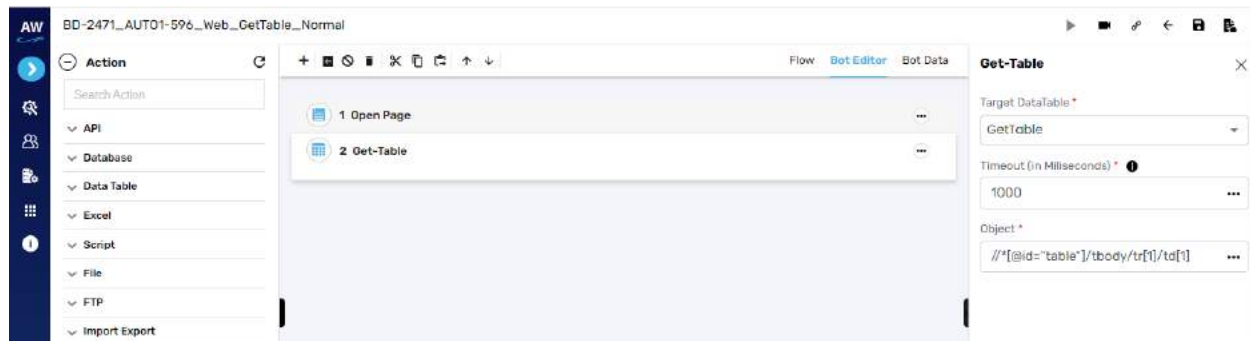 AW
BD-2471_AUTO1-596_Web_GetTable_Normal
Action
Search Action
API
Database
Data Table
Excel
Script
File
FTP
Import Export
Flow Bot Editor Bot Data
1 Open Page
2 Get-Table
Get-Table
Target DataTable *
GetTable
Timeout (in Miliseconds) *
1000
Object *
//*[@id="table"]/tbody/tr[1]/td[1]